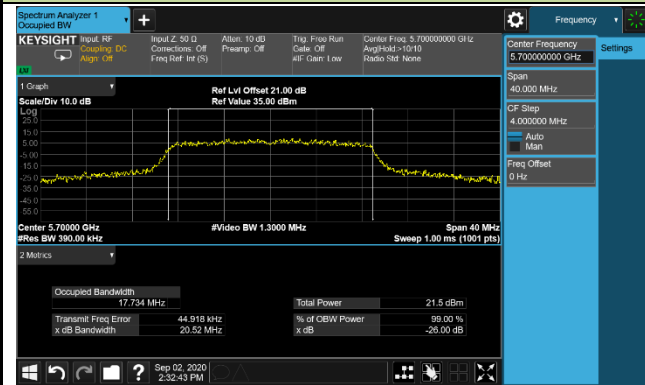 Spectrum Analyzer 1
Occupied BW
Frequency
KEYSIGHT
Input: RF
Coupling: DC
Align: Off
Input Z: 50 Ω
Corrections: Off
Freq Ref: Int (S)
Atten: 10 dB
Preamp: Off
Trig: Free Run
Gate: Off
#IF Gain: Low
Center Freq: 5.700000000 GHz
Avg|Hold:>10/10
Radio Std: None
1 Graph
Scale/Div 10.0 dB
Ref Lvl Offset 21.00 dB
Ref Value 35.00 dBm
Log
25.0
15.0
5.00
-5.00
-15.0
-25.0
-35.0
-45.0
-55.0
Center 5.70000 GHz
#Res BW 390.00 kHz
#Video BW 1.3000 MHz
Span 40 MHz
Sweep 1.00 ms (1001 pts)
2 Metrics
Occupied Bandwidth
17.734 MHz
Total Power 21.5 dBm
Transmit Freq Error 44.918 kHz
% of OBW Power 99.00 %
x dB Bandwidth 20.52 MHz
x dB -26.00 dB
Center Frequency
5.700000000 GHz
Settings
Span
40.000 MHz
CF Step
4.000000 MHz
Auto
Man
Freq Offset
0 Hz
Sep 02, 2020
2:32:43 PM